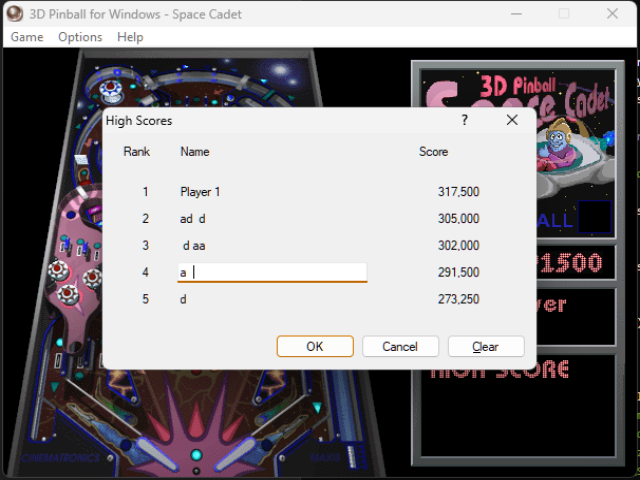 3D Pinball for Windows - Space Cadet
Game Options Help
3D Pinball
Space Cadet
High Scores
Rank Name Score
1 Player 1 317,500
2 ad d 305,000
3 d aa 302,000
4 a 291,500
5 d 273,250
OK Cancel Clear
ALL
1500
HIGH SCORE
CINEMATRONICS
MAXIS